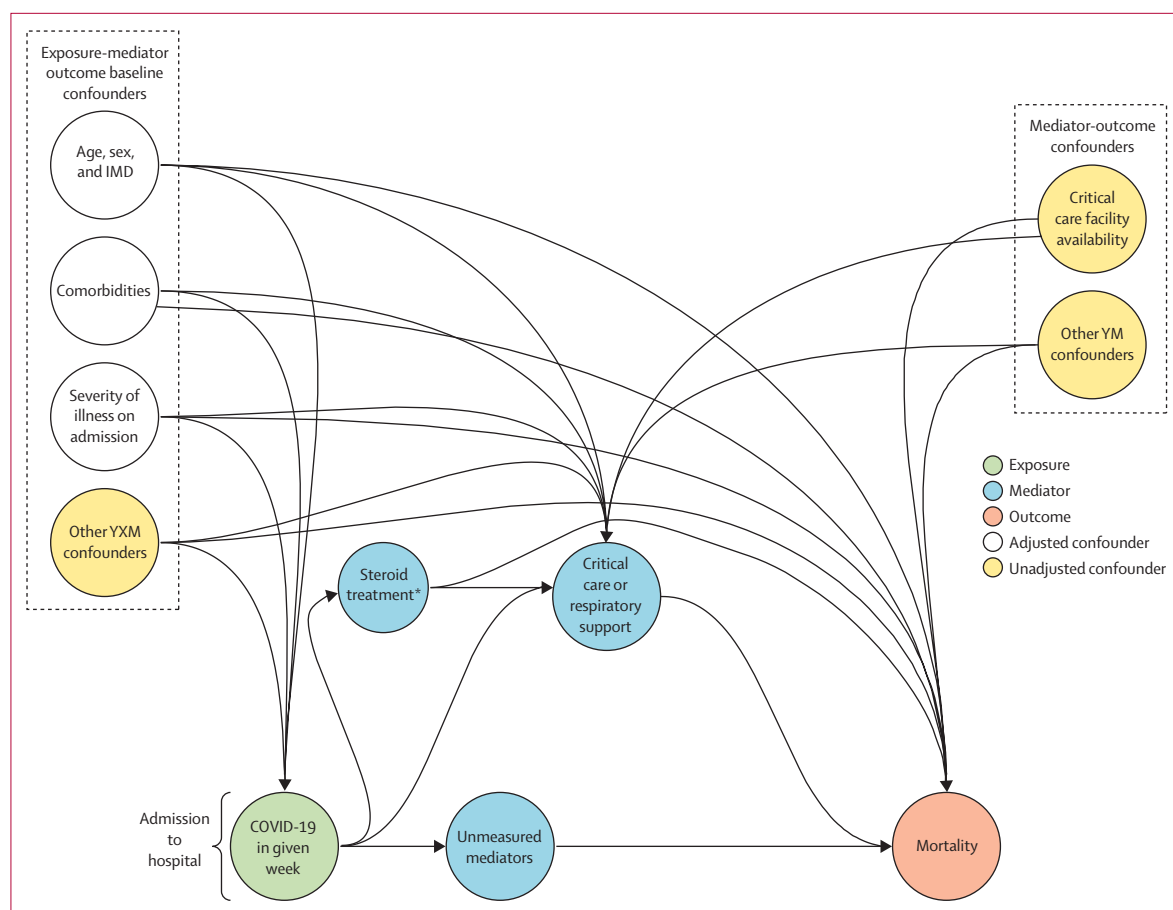 Exposure-mediator
outcome baseline
confounders
Age, sex,
and IMD
Comorbidities
Severity of
illness on
admission
Other YXM
confounders
Mediator-outcome
confounders
Critical
care facility
availability
Other YM
confounders
Exposure
Mediator
Outcome
Adjusted confounder
Unadjusted confounder
Steroid
treatment*
Critical
care or
respiratory
support
Admission
to
hospital
COVID-19
in given
week
Unmeasured
mediators
Mortality